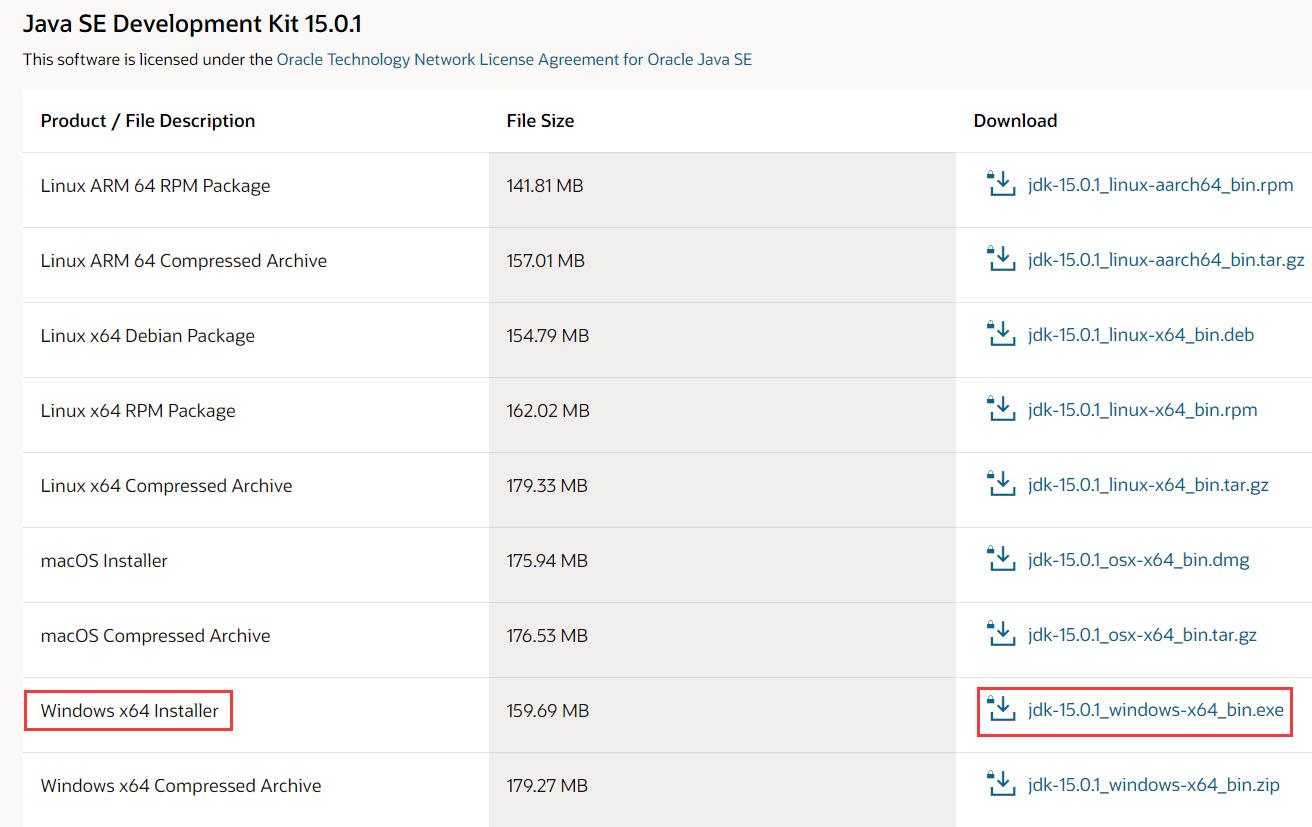 Java SE Development Kit 15.0.1
This software is licensed under the Oracle Technology Network License Agreement for Oracle Java SE
Product / File Description File Size Download
Linux ARM 64 RPM Package 141.81 MB jdk-15.0.1_linux-aarch64_bin.rpm
Linux ARM 64 Compressed Archive 157.01 MB jdk-15.0.1_linux-aarch64_bin.tar.gz
Linux x64 Debian Package 154.79 MB jdk-15.0.1_linux-x64_bin.deb
Linux x64 RPM Package 162.02 MB jdk-15.0.1_linux-x64_bin.rpm
Linux x64 Compressed Archive 179.33 MB jdk-15.0.1_linux-x64_bin.tar.gz
macOS Installer 175.94 MB jdk-15.0.1_osx-x64_bin.dmg
macOS Compressed Archive 176.53 MB jdk-15.0.1_osx-x64_bin.tar.gz
Windows x64 Installer 159.69 MB jdk-15.0.1_windows-x64_bin.exe
Windows x64 Compressed Archive 179.27 MB jdk-15.0.1_windows-x64_bin.zip